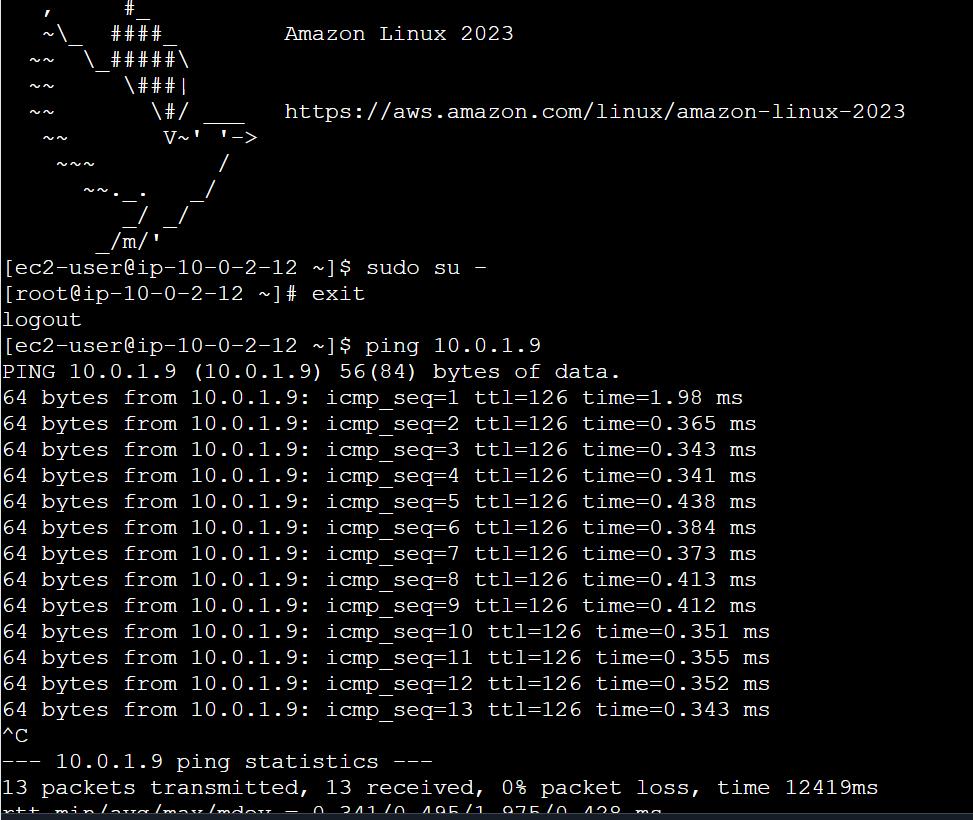 ,     #_
   ~\_  ####_        Amazon Linux 2023
  ~~  \_#####\
  ~~     \###|
  ~~       \#/ ___   https://aws.amazon.com/linux/amazon-linux-2023
   ~~       V~' '->
    ~~~         /
      ~~._.   _/
         _/ _/
       _/m/'
[ec2-user@ip-10-0-2-12 ~]$ sudo su -
[root@ip-10-0-2-12 ~]# exit
logout
[ec2-user@ip-10-0-2-12 ~]$ ping 10.0.1.9
PING 10.0.1.9 (10.0.1.9) 56(84) bytes of data.
64 bytes from 10.0.1.9: icmp_seq=1 ttl=126 time=1.98 ms
64 bytes from 10.0.1.9: icmp_seq=2 ttl=126 time=0.365 ms
64 bytes from 10.0.1.9: icmp_seq=3 ttl=126 time=0.343 ms
64 bytes from 10.0.1.9: icmp_seq=4 ttl=126 time=0.341 ms
64 bytes from 10.0.1.9: icmp_seq=5 ttl=126 time=0.438 ms
64 bytes from 10.0.1.9: icmp_seq=6 ttl=126 time=0.384 ms
64 bytes from 10.0.1.9: icmp_seq=7 ttl=126 time=0.373 ms
64 bytes from 10.0.1.9: icmp_seq=8 ttl=126 time=0.413 ms
64 bytes from 10.0.1.9: icmp_seq=9 ttl=126 time=0.412 ms
64 bytes from 10.0.1.9: icmp_seq=10 ttl=126 time=0.351 ms
64 bytes from 10.0.1.9: icmp_seq=11 ttl=126 time=0.355 ms
64 bytes from 10.0.1.9: icmp_seq=12 ttl=126 time=0.352 ms
64 bytes from 10.0.1.9: icmp_seq=13 ttl=126 time=0.343 ms
^C
--- 10.0.1.9 ping statistics ---
13 packets transmitted, 13 received, 0% packet loss, time 12419ms
rtt min/avg/max/mdev = 0.341/0.495/1.975/0.428 ms